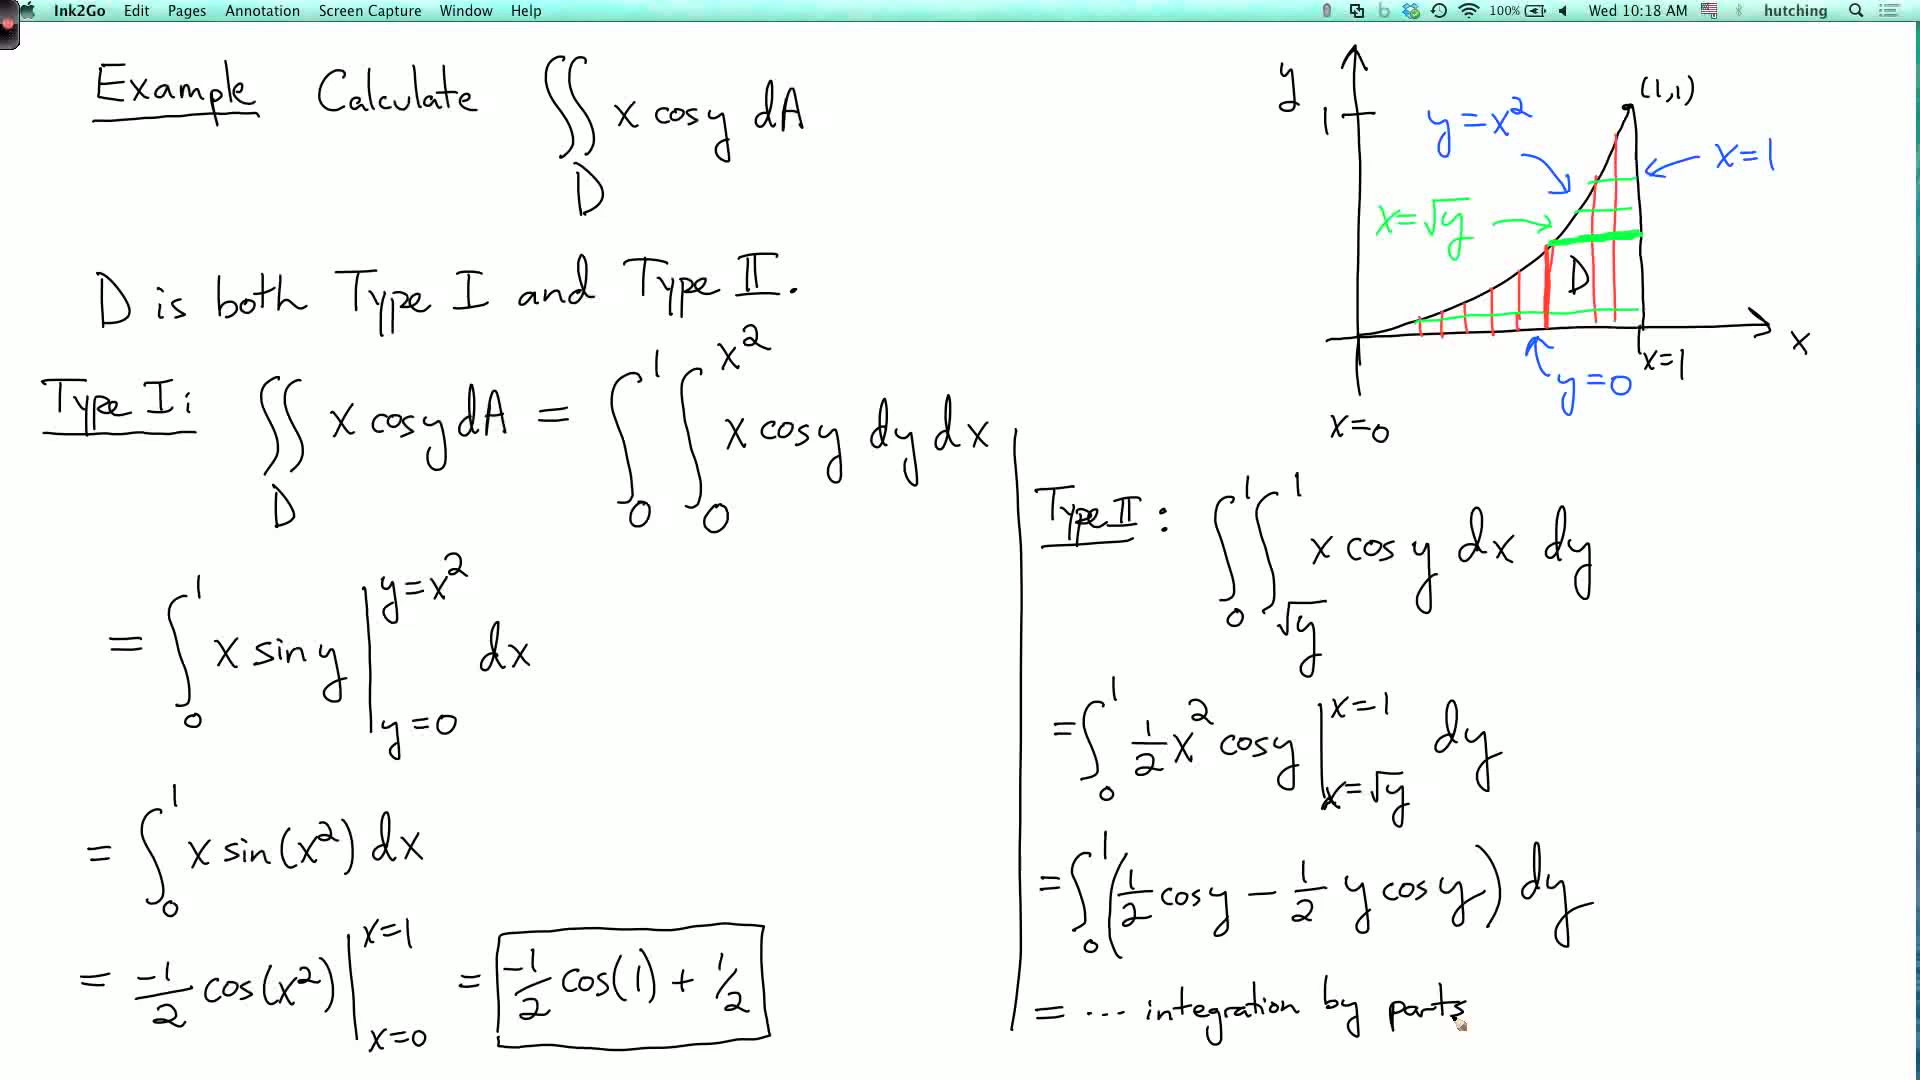 Ink2Go Edit Pages Annotation Screen Capture Window Help 100% Wed 10:18 AM hutching
Example Calculate ∬_D x cos y dA
D is both Type I and Type II.
Type I: ∬_D x cos y dA = ∫_0^1 ∫_0^{x^2} x cos y dy dx
= ∫_0^1 x sin y |_{y=0}^{y=x^2} dx
= ∫_0^1 x sin(x^2) dx
= -1/2 cos(x^2) |_{x=0}^{x=1} = -1/2 cos(1) + 1/2
y
1
(1,1)
y=x^2
x=1
x=√y
D
x
x=1
y=0
x=0
Type II: ∫_0^1 ∫_{√y}^1 x cos y dx dy
= ∫_0^1 1/2 x^2 cos y |_{x=√y}^{x=1} dy
= ∫_0^1 (1/2 cos y - 1/2 y cos y) dy
= ... integration by parts